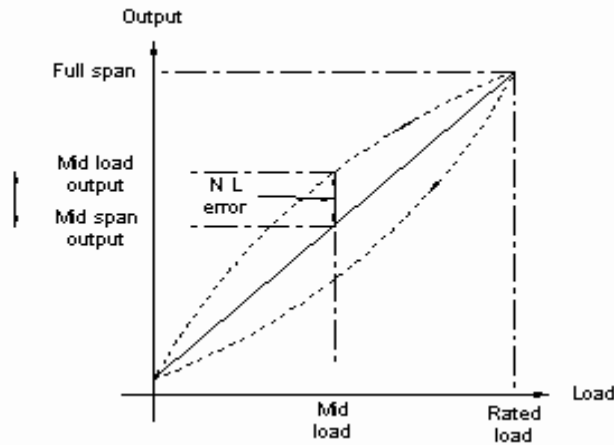 Output
Full span
Mid load
output
N L
error
Mid span
output
Load
Mid
load
Rated
load